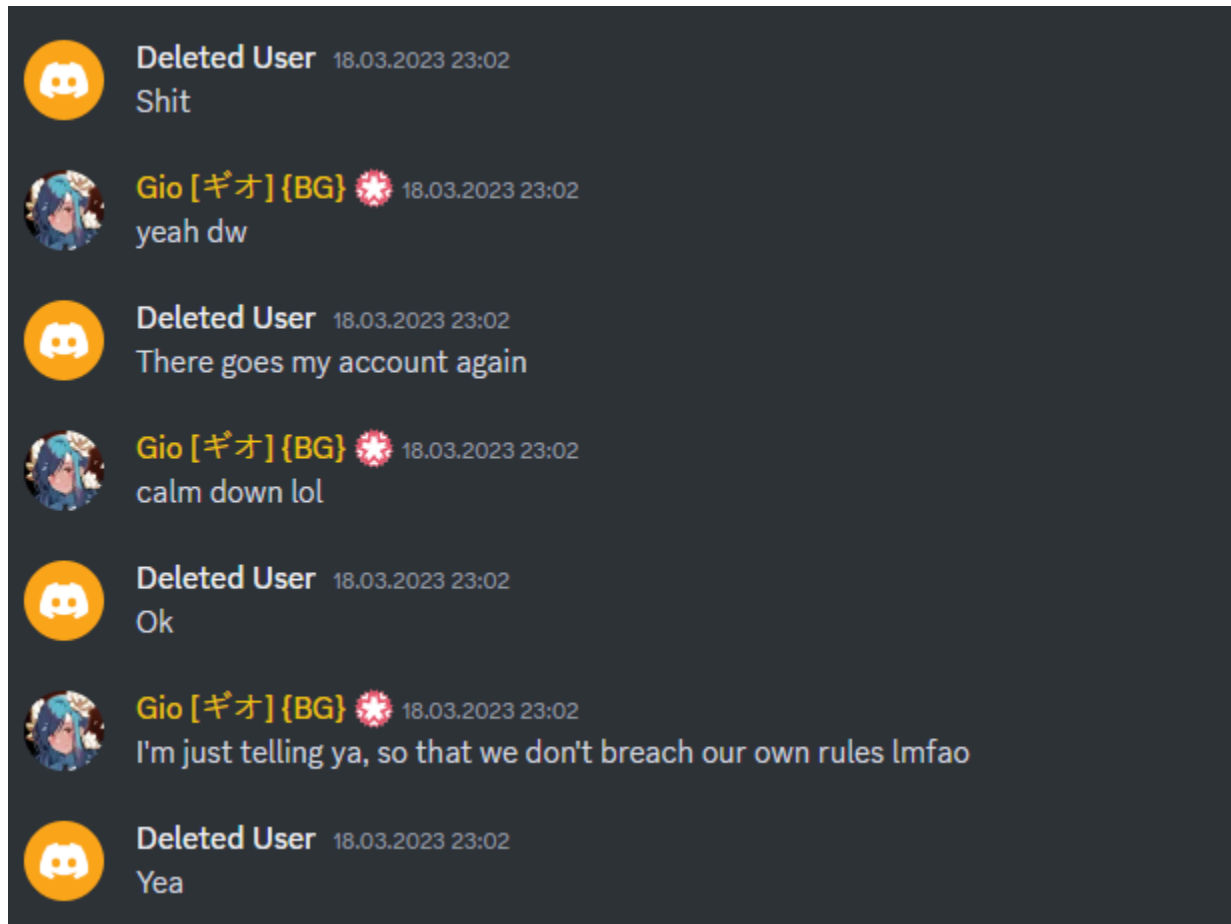 Deleted User 18.03.2023 23:02
Shit
Gio [ギオ] {BG} 18.03.2023 23:02
yeah dw
Deleted User 18.03.2023 23:02
There goes my account again
Gio [ギオ] {BG} 18.03.2023 23:02
calm down lol
Deleted User 18.03.2023 23:02
Ok
Gio [ギオ] {BG} 18.03.2023 23:02
I'm just telling ya, so that we don't breach our own rules lmfao
Deleted User 18.03.2023 23:02
Yea